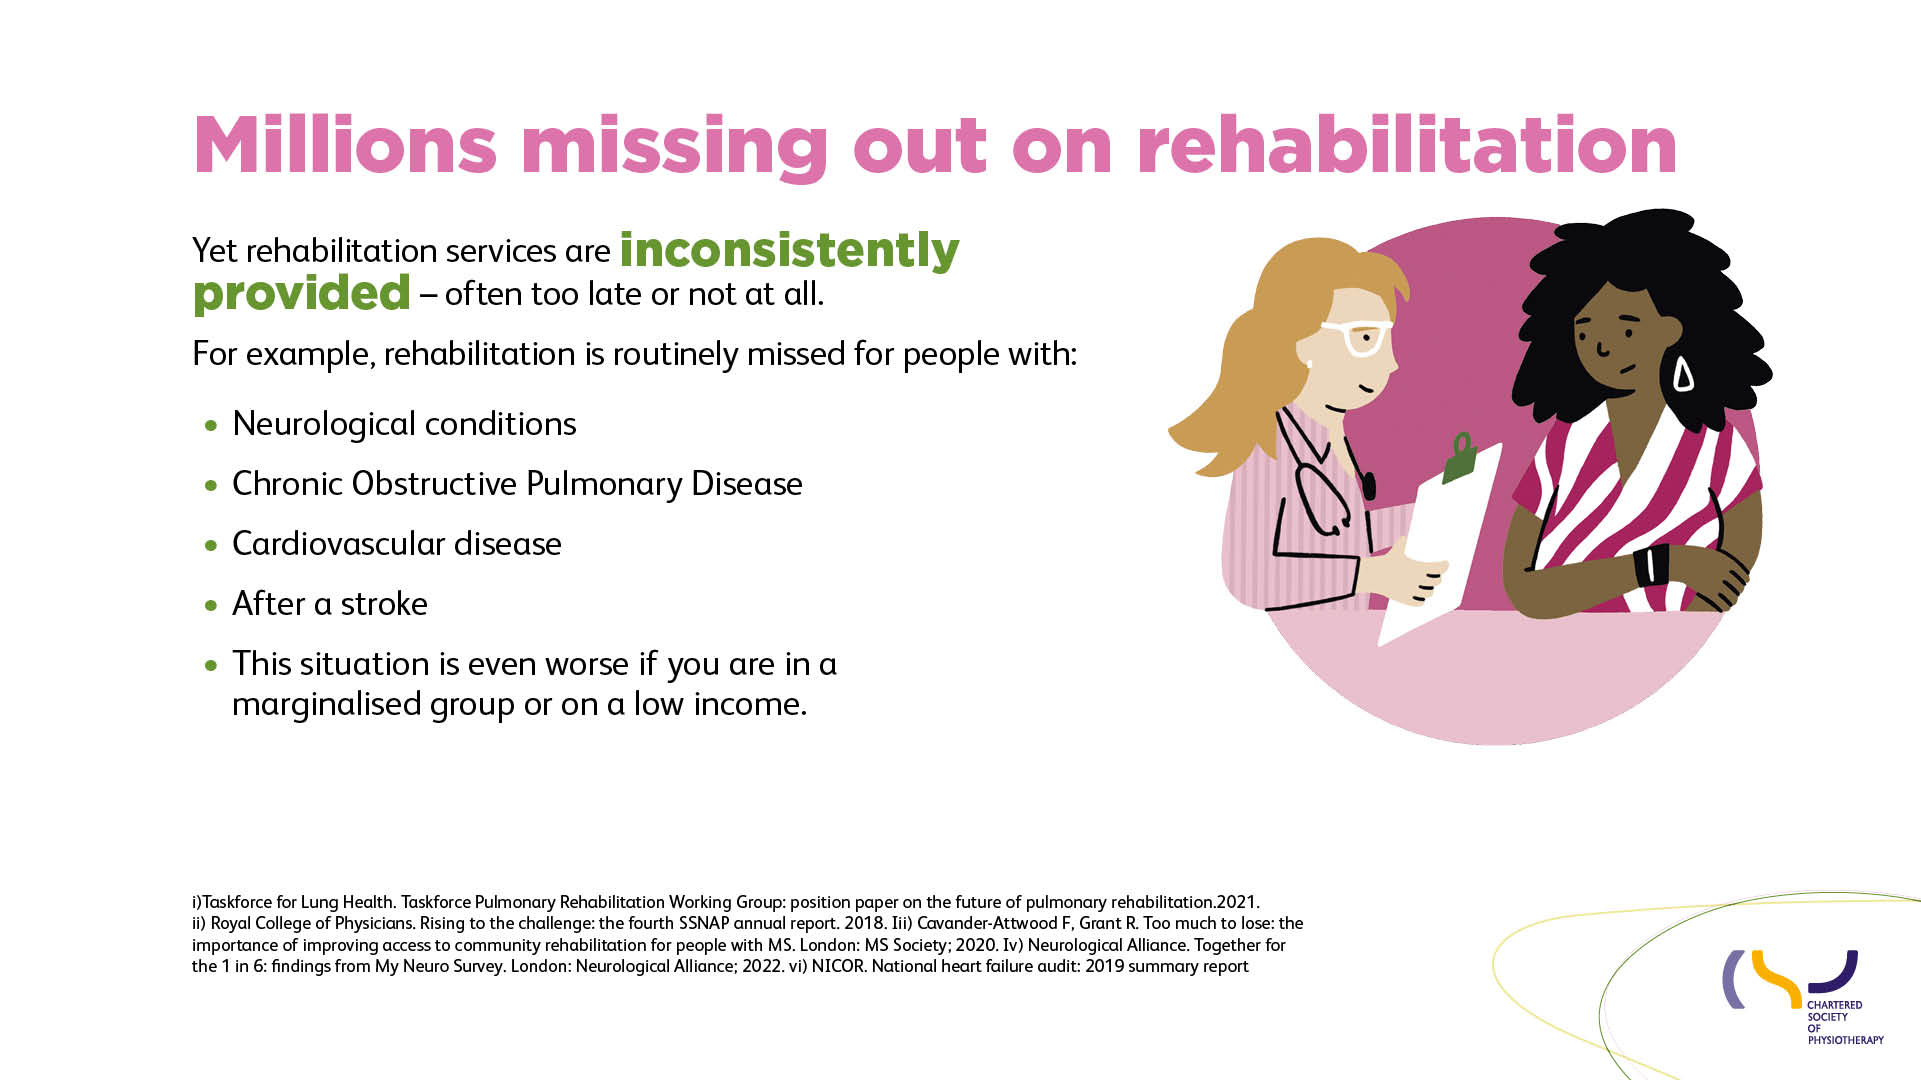 Millions missing out on rehabilitation
Yet rehabilitation services are inconsistently
provided – often too late or not at all.
For example, rehabilitation is routinely missed for people with:
• Neurological conditions
• Chronic Obstructive Pulmonary Disease
• Cardiovascular disease
• After a stroke
• This situation is even worse if you are in a
marginalised group or on a low income.
i)Taskforce for Lung Health. Taskforce Pulmonary Rehabilitation Working Group: position paper on the future of pulmonary rehabilitation.2021.
ii) Royal College of Physicians. Rising to the challenge: the fourth SSNAP annual report. 2018. Iii) Cavander-Attwood F, Grant R. Too much to lose: the
importance of improving access to community rehabilitation for people with MS. London: MS Society; 2020. Iv) Neurological Alliance. Together for
the 1 in 6: findings from My Neuro Survey. London: Neurological Alliance; 2022. vi) NICOR. National heart failure audit: 2019 summary report
CHARTERED
SOCIETY
OF
PHYSIOTHERAPY